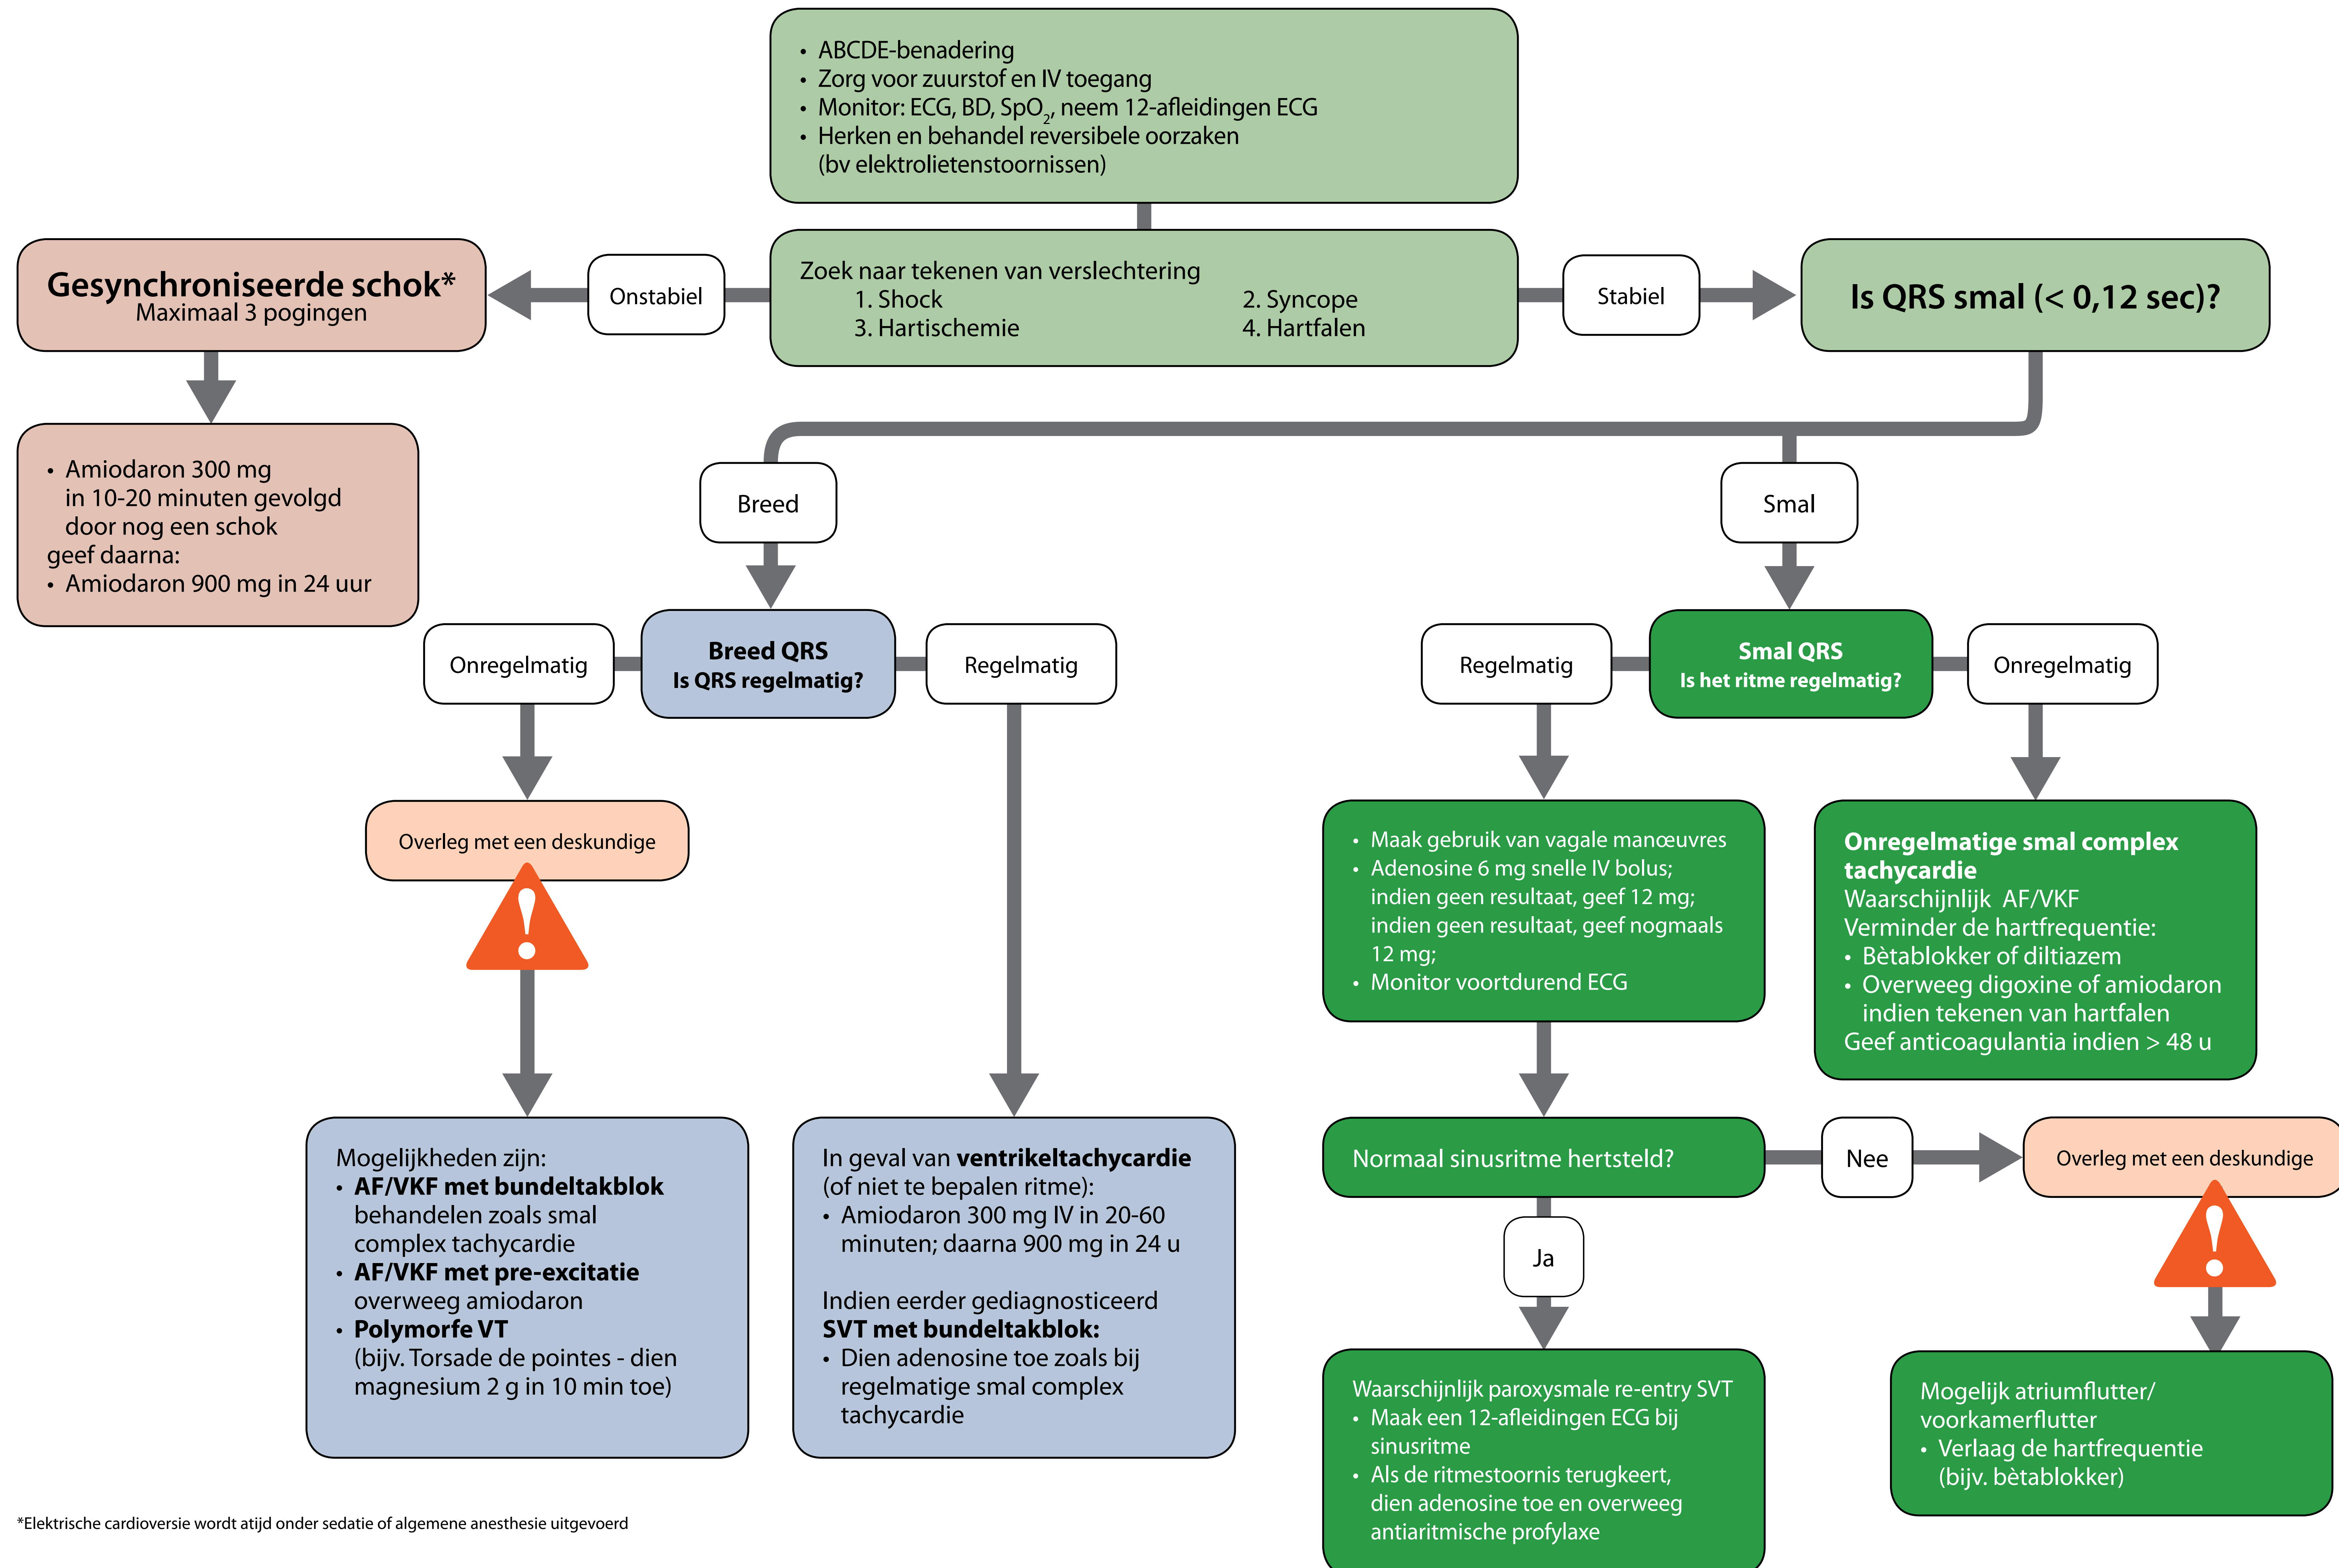 • ABCDE-benadering
• Zorg voor zuurstof en IV toegang
• Monitor: ECG, BD, SpO₂, neem 12-afleidingen ECG
• Herken en behandel reversibele oorzaken
(bv elektrolietenstoornissen)
Gesynchroniseerde schok*
Maximaal 3 pogingen
Onstabiel
Zoek naar tekenen van verslechtering
1. Shock 2. Syncope
3. Hartischemie 4. Hartfalen
Stabiel
Is QRS smal (< 0,12 sec)?
• Amiodaron 300 mg
in 10-20 minuten gevolgd
door nog een schok
geef daarna:
• Amiodaron 900 mg in 24 uur
Breed
Smal
Onregelmatig
Breed QRS
Is QRS regelmatig?
Regelmatig
Regelmatig
Smal QRS
Is het ritme regelmatig?
Onregelmatig
Overleg met een deskundige
!
• Maak gebruik van vagale manœuvres
• Adenosine 6 mg snelle IV bolus;
indien geen resultaat, geef 12 mg;
indien geen resultaat, geef nogmaals
12 mg;
• Monitor voortdurend ECG
Onregelmatige smal complex
tachycardie
Waarschijnlijk AF/VKF
Verminder de hartfrequentie:
• Bètablokker of diltiazem
• Overweeg digoxine of amiodaron
indien tekenen van hartfalen
Geef anticoagulantia indien > 48 u
Mogelijkheden zijn:
• AF/VKF met bundeltakblok
behandelen zoals smal
complex tachycardie
• AF/VKF met pre-excitatie
overweeg amiodaron
• Polymorfe VT
(bijv. Torsade de pointes - dien
magnesium 2 g in 10 min toe)
In geval van ventrikeltachycardie
(of niet te bepalen ritme):
• Amiodaron 300 mg IV in 20-60
minuten; daarna 900 mg in 24 u
Indien eerder gediagnosticeerd
SVT met bundeltakblok:
• Dien adenosine toe zoals bij
regelmatige smal complex
tachycardie
Normaal sinusritme hertsteld?
Nee
Overleg met een deskundige
!
Ja
Waarschijnlijk paroxysmale re-entry SVT
• Maak een 12-afleidingen ECG bij
sinusritme
• Als de ritmestoornis terugkeert,
dien adenosine toe en overweeg
antiaritmische profylaxe
Mogelijk atriumflutter/
voorkamerflutter
• Verlaag de hartfrequentie
(bijv. bètablokker)
*Elektrische cardioversie wordt atijd onder sedatie of algemene anesthesie uitgevoerd